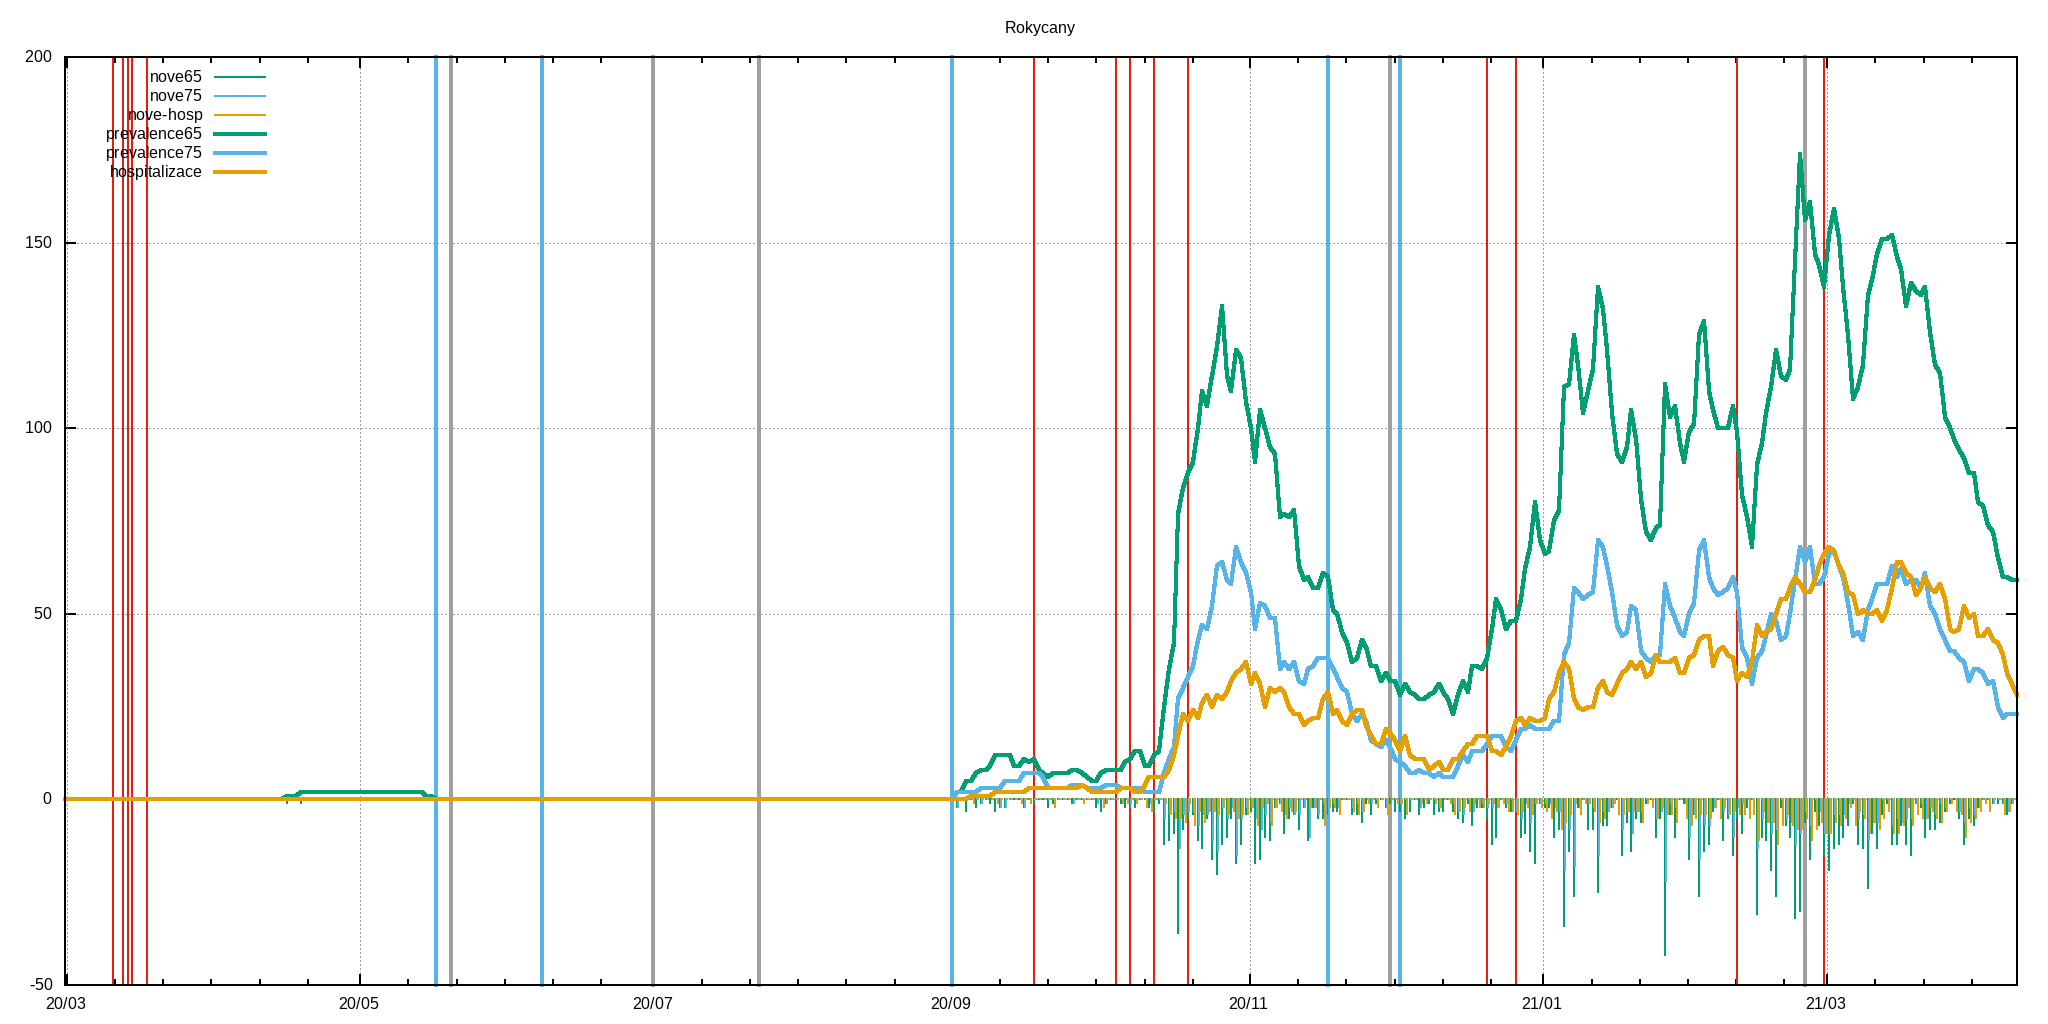 Rokycany
200
nove65
nove75
nove-hosp
prevalence65
prevalence75
hospitalizace
150
100
50
0
-50
20/03 20/05 20/07 20/09 20/11 21/01 21/03